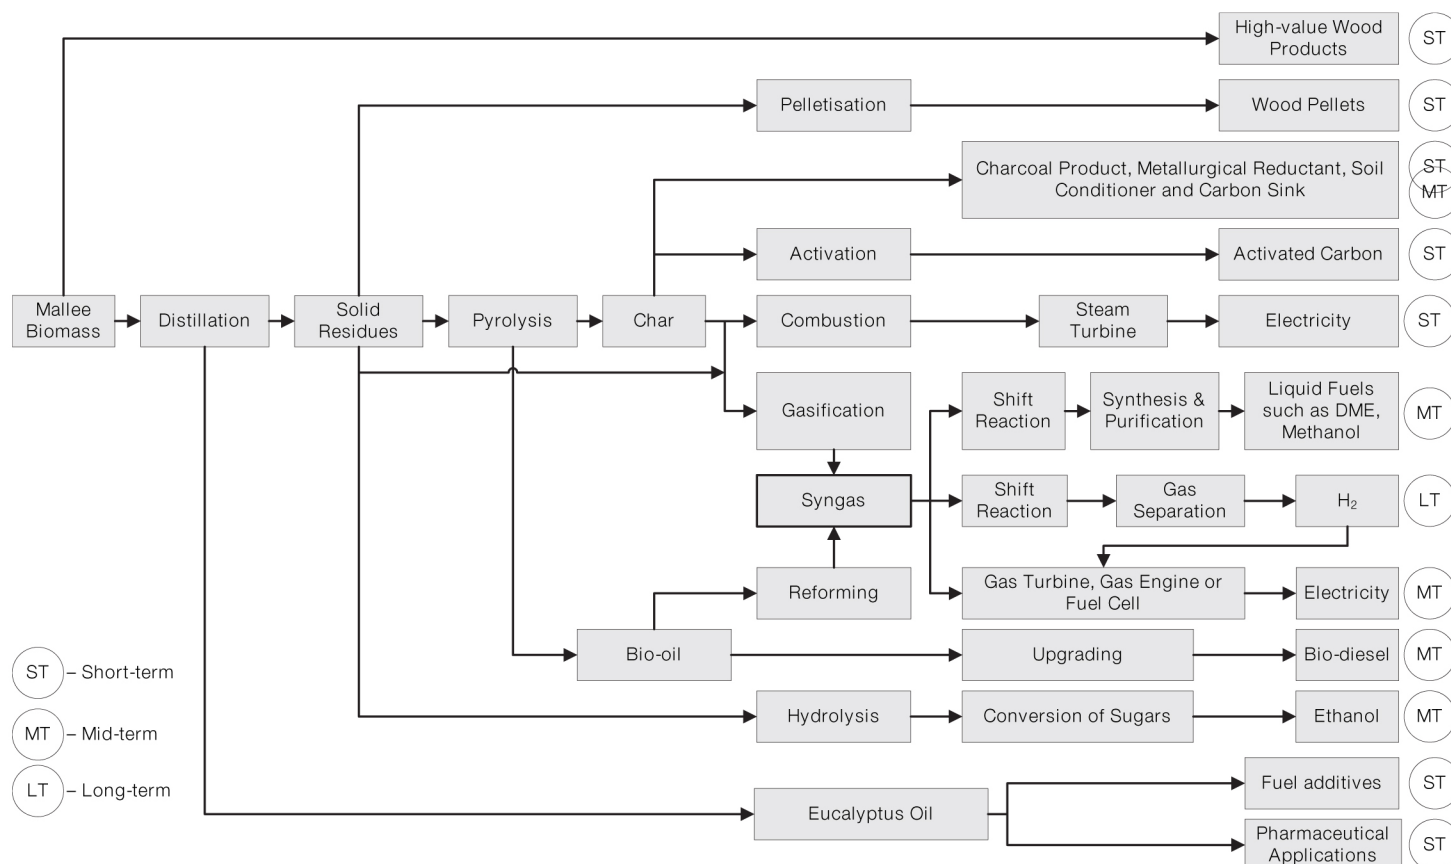 High-value Wood
Products
ST
Pelletisation
Wood Pellets
ST
Charcoal Product, Metallurgical Reductant, Soil
Conditioner and Carbon Sink
ST
MT
Activation
Activated Carbon
ST
Mallee
Biomass
Distillation
Solid
Residues
Pyrolysis
Char
Combustion
Steam
Turbine
Electricity
ST
Gasification
Shift
Reaction
Synthesis &
Purification
Liquid Fuels
such as DME,
Methanol
MT
Syngas
Shift
Reaction
Gas
Separation
H₂
LT
Reforming
Gas Turbine, Gas Engine or
Fuel Cell
Electricity
MT
Bio-oil
Upgrading
Bio-diesel
MT
Hydrolysis
Conversion of Sugars
Ethanol
MT
Eucalyptus Oil
Fuel additives
ST
Pharmaceutical
Applications
ST
ST – Short-term
MT – Mid-term
LT – Long-term